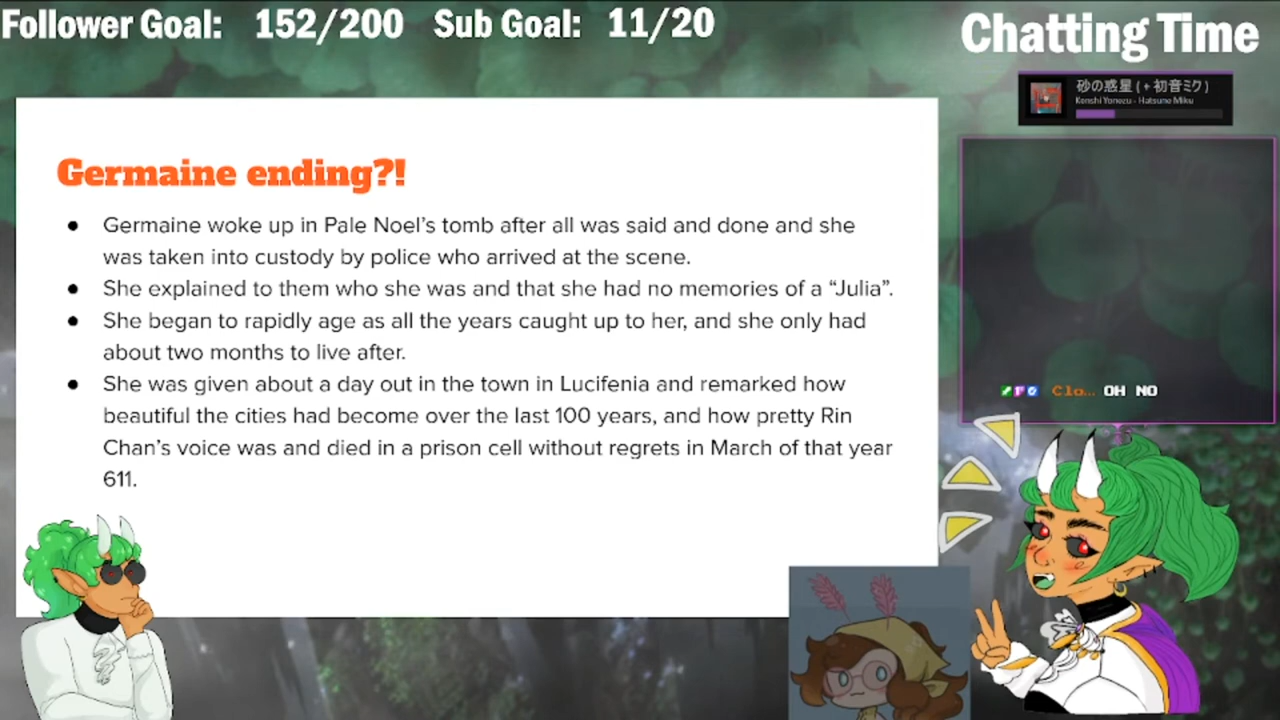 Follower Goal: 152/200 Sub Goal: 11/20
Chatting Time
砂の惑星 ( + 初音ミク )
Kenshi Yonezu - Hatsune Miku
Germaine ending?!
● Germaine woke up in Pale Noel’s tomb after all was said and done and she
was taken into custody by police who arrived at the scene.
● She explained to them who she was and that she had no memories of a “Julia”.
● She began to rapidly age as all the years caught up to her, and she only had
about two months to live after.
● She was given about a day out in the town in Lucifenia and remarked how
beautiful the cities had become over the last 100 years, and how pretty Rin
Chan’s voice was and died in a prison cell without regrets in March of that year
611.
Clo... OH NO